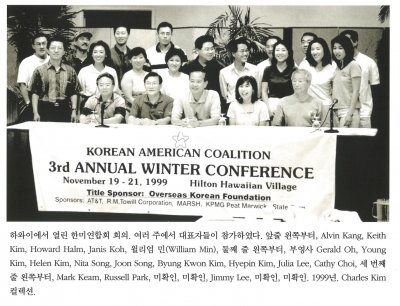 KOREAN AMERICAN COALITION
3rd ANNUAL WINTER CONFERENCE
November 19 - 21, 1999 Hilton Hawaiian Village
Title Sponsor: Overseas Korean Foundation
Sponsors: AT&T, R.M.Towill Corporation, MARSH, KPMG Peat Marwick, State
하와이에서 열린 한미연합회 회의. 여러 주에서 대표자들이 참가하였다. 앞줄 왼쪽부터, Alvin Kang, Keith
Kim, Howard Halm, Janis Koh, 윌리엄 민(William Min), 둘째 줄 왼쪽부터, 부영사 Gerald Oh, Young
Kim, Helen Kim, Nita Song, Joon Song, Byung Kwon Kim, Hyepin Kim, Julia Lee, Cathy Choi, 세 번째
줄 왼쪽부터, Mark Keam, Russell Park, 미확인, 미확인, Jimmy Lee, 미확인, 미확인. 1999년. Charles Kim
컬렉션.